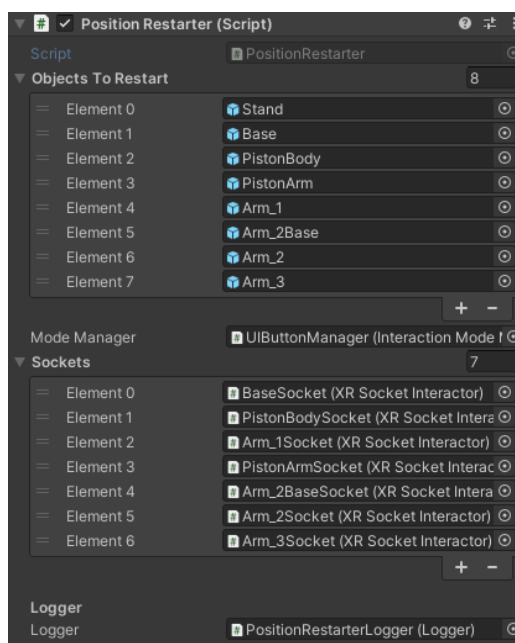 # Position Restarter (Script)
Script # PositionRestarter
Objects To Restart 8
Element 0 Stand
Element 1 Base
Element 2 PistonBody
Element 3 PistonArm
Element 4 Arm_1
Element 5 Arm_2Base
Element 6 Arm_2
Element 7 Arm_3
+ -
Mode Manager # UIButtonManager (Interaction Mode
Sockets 7
Element 0 # BaseSocket (XR Socket Interactor)
Element 1 # PistonBodySocket (XR Socket Intera
Element 2 # Arm_1Socket (XR Socket Interactor)
Element 3 # PistonArmSocket (XR Socket Interac
Element 4 # Arm_2BaseSocket (XR Socket Intera
Element 5 # Arm_2Socket (XR Socket Interactor)
Element 6 # Arm_3Socket (XR Socket Interactor)
+ -
Logger
Logger # PositionRestarterLogger (Logger)